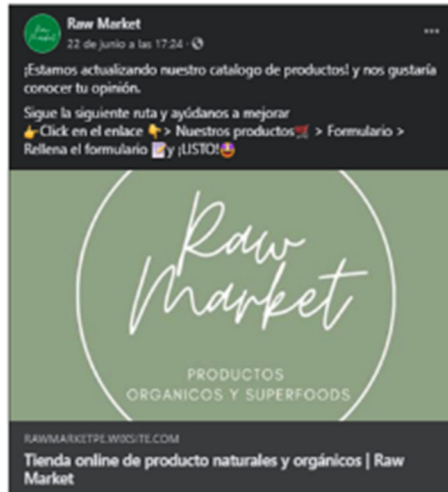 Raw Market
Raw Market
22 de junio a las 17:24 ·
¡Estamos actualizando nuestro catalogo de productos! y nos gustaría
conocer tu opinión.
Sigue la siguiente ruta y ayúdanos a mejorar
👉Click en el enlace 👇> Nuestros productos🛒 > Formulario >
Rellena el formulario 📝y ¡LISTO!🤩
Raw
Market
PRODUCTOS
ORGANICOS Y SUPERFOODS
RAWMARKETPE.WIXSITE.COM
Tienda online de producto naturales y orgánicos | Raw
Market